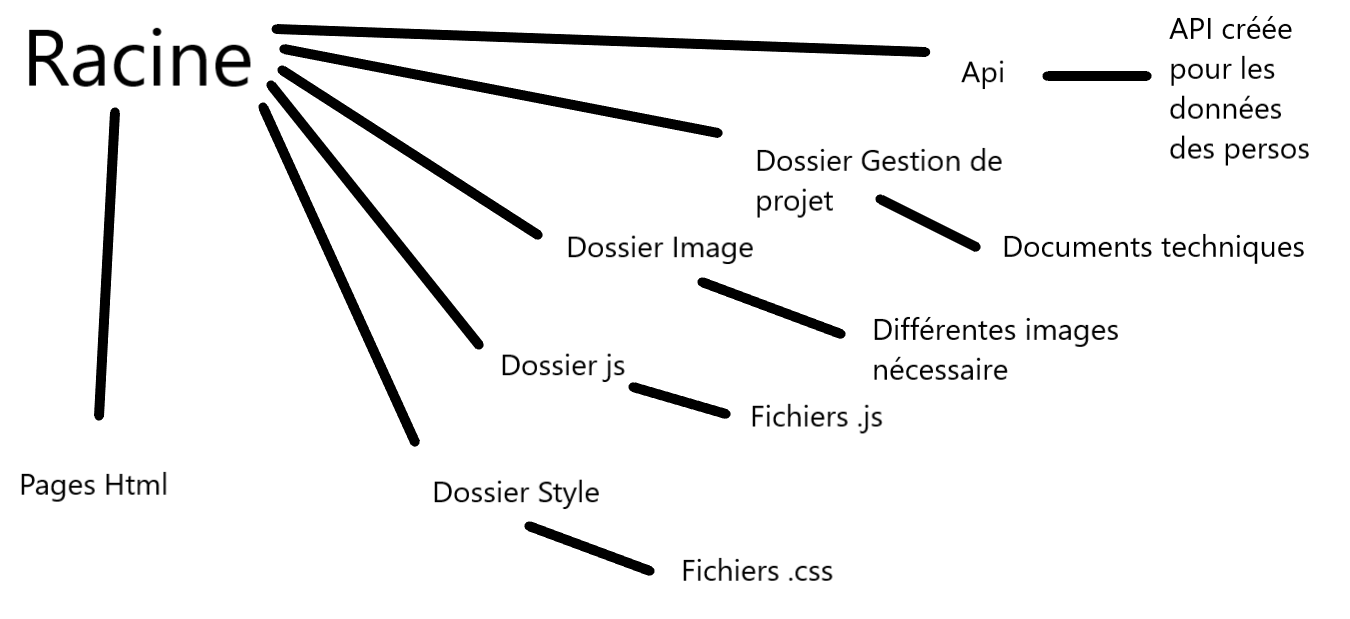 Racine
Api
API créée
pour les
données
des persos
Dossier Gestion de
projet
Documents techniques
Dossier Image
Différentes images
nécessaire
Dossier js
Fichiers .js
Pages Html
Dossier Style
Fichiers .css